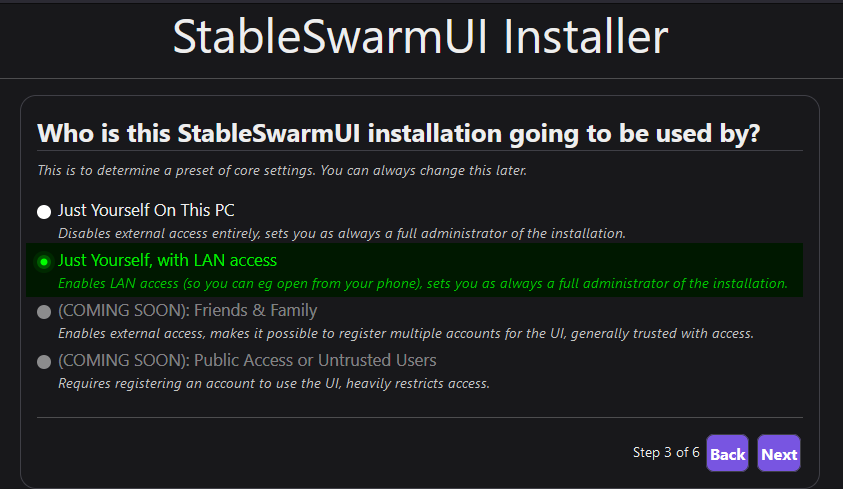 StableSwarmUI Installer
Who is this StableSwarmUI installation going to be used by?
This is to determine a preset of core settings. You can always change this later.
Just Yourself On This PC
Disables external access entirely, sets you as always a full administrator of the installation.
Just Yourself, with LAN access
Enables LAN access (so you can eg open from your phone), sets you as always a full administrator of the installation.
(COMING SOON): Friends & Family
Enables external access, makes it possible to register multiple accounts for the UI, generally trusted with access.
(COMING SOON): Public Access or Untrusted Users
Requires registering an account to use the UI, heavily restricts access.
Step 3 of 6 Back Next